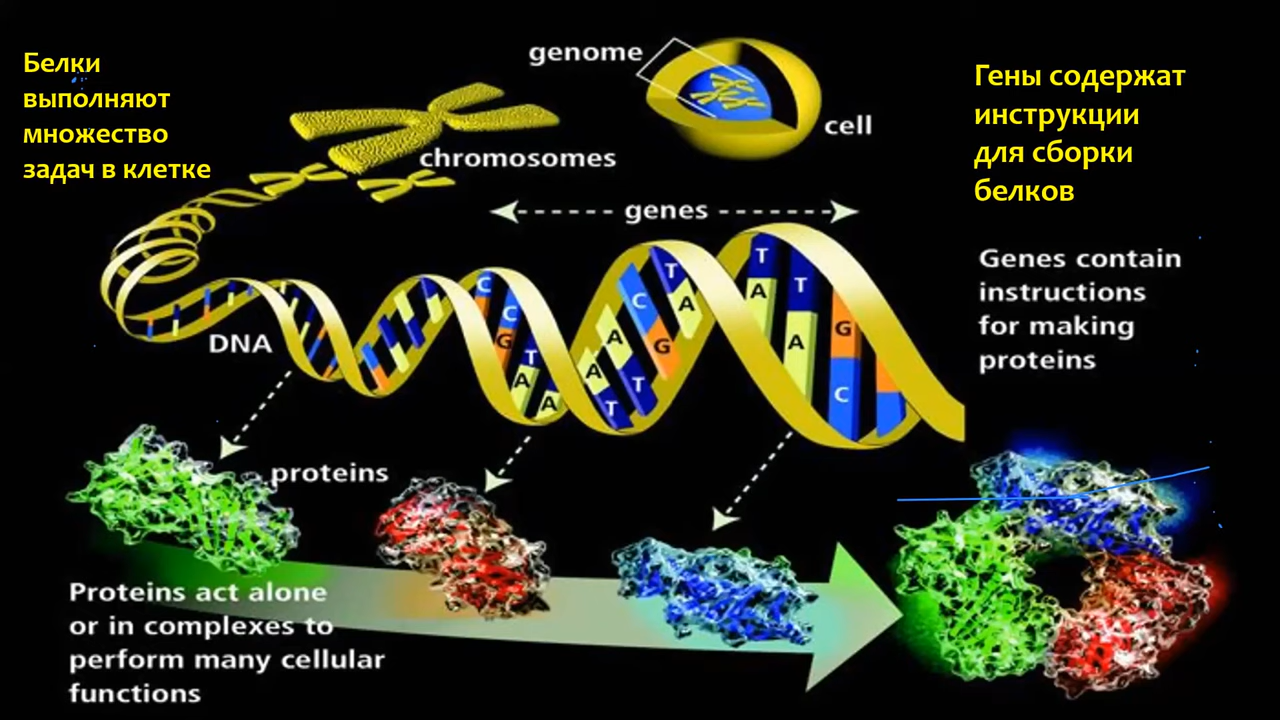 Белки
выполняют
множество
задач в клетке
genome
cell
chromosomes
Гены содержат
инструкции
для сборки
белков
genes
Genes contain
instructions
for making
proteins
DNA
C
C
G
T
A
A
A
A
T
T
C
G
T
A
T
A
T
A
G
C
proteins
Proteins act alone
or in complexes to
perform many cellular
functions